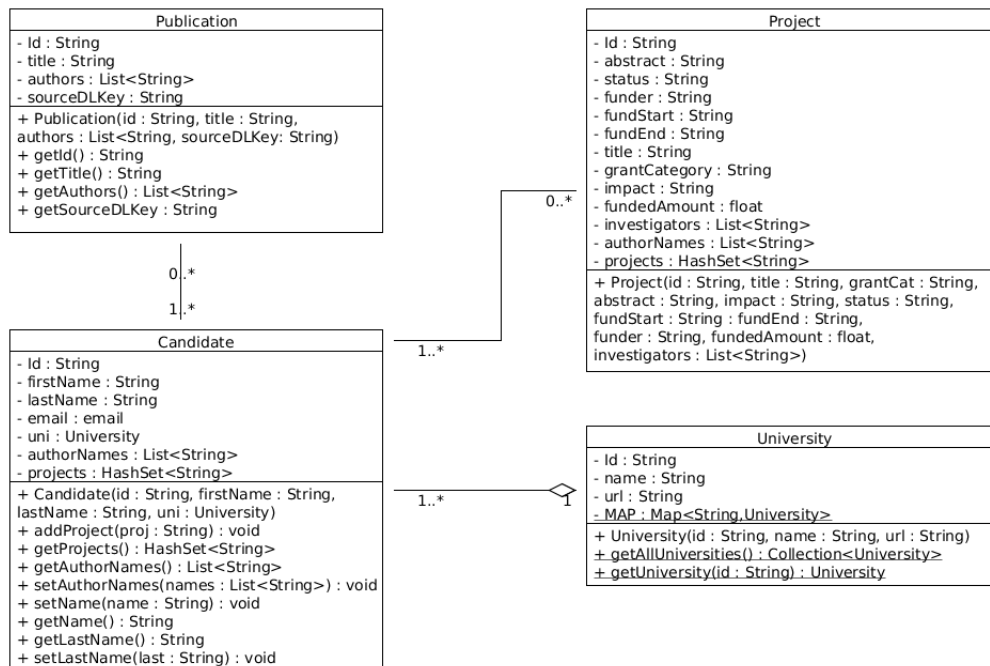 Publication
- Id : String
- title : String
- authors : List<String>
- sourceDLKey : String
+ Publication(id : String, title : String,
authors : List<String, sourceDLKey: String)
+ getId() : String
+ getTitle() : String
+ getAuthors() : List<String>
+ getSourceDLKey : String
0..*
1..*
Candidate
- Id : String
- firstName : String
- lastName : String
- email : email
- uni : University
- authorNames : List<String>
- projects : HashSet<String>
+ Candidate(id : String, firstName : String,
lastName : String, uni : University)
+ addProject(proj : String) : void
+ getProjects() : HashSet<String>
+ getAuthorNames() : List<String>
+ setAuthorNames(names : List<String>) : void
+ setName(name : String) : void
+ getName() : String
+ getLastName() : String
+ setLastName(last : String) : void
0..*
1..*
1..*
1
Project
- Id : String
- abstract : String
- status : String
- funder : String
- fundStart : String
- fundEnd : String
- title : String
- grantCategory : String
- impact : String
- fundedAmount : float
- investigators : List<String>
- authorNames : List<String>
- projects : HashSet<String>
+ Project(id : String, title : String, grantCat : String,
abstract : String, impact : String, status : String,
fundStart : String : fundEnd : String,
funder : String, fundedAmount : float,
investigators : List<String>)
University
- Id : String
- name : String
- url : String
- MAP : Map<String,University>
+ University(id : String, name : String, url : String)
+ getAllUniversities() : Collection<University>
+ getUniversity(id : String) : University